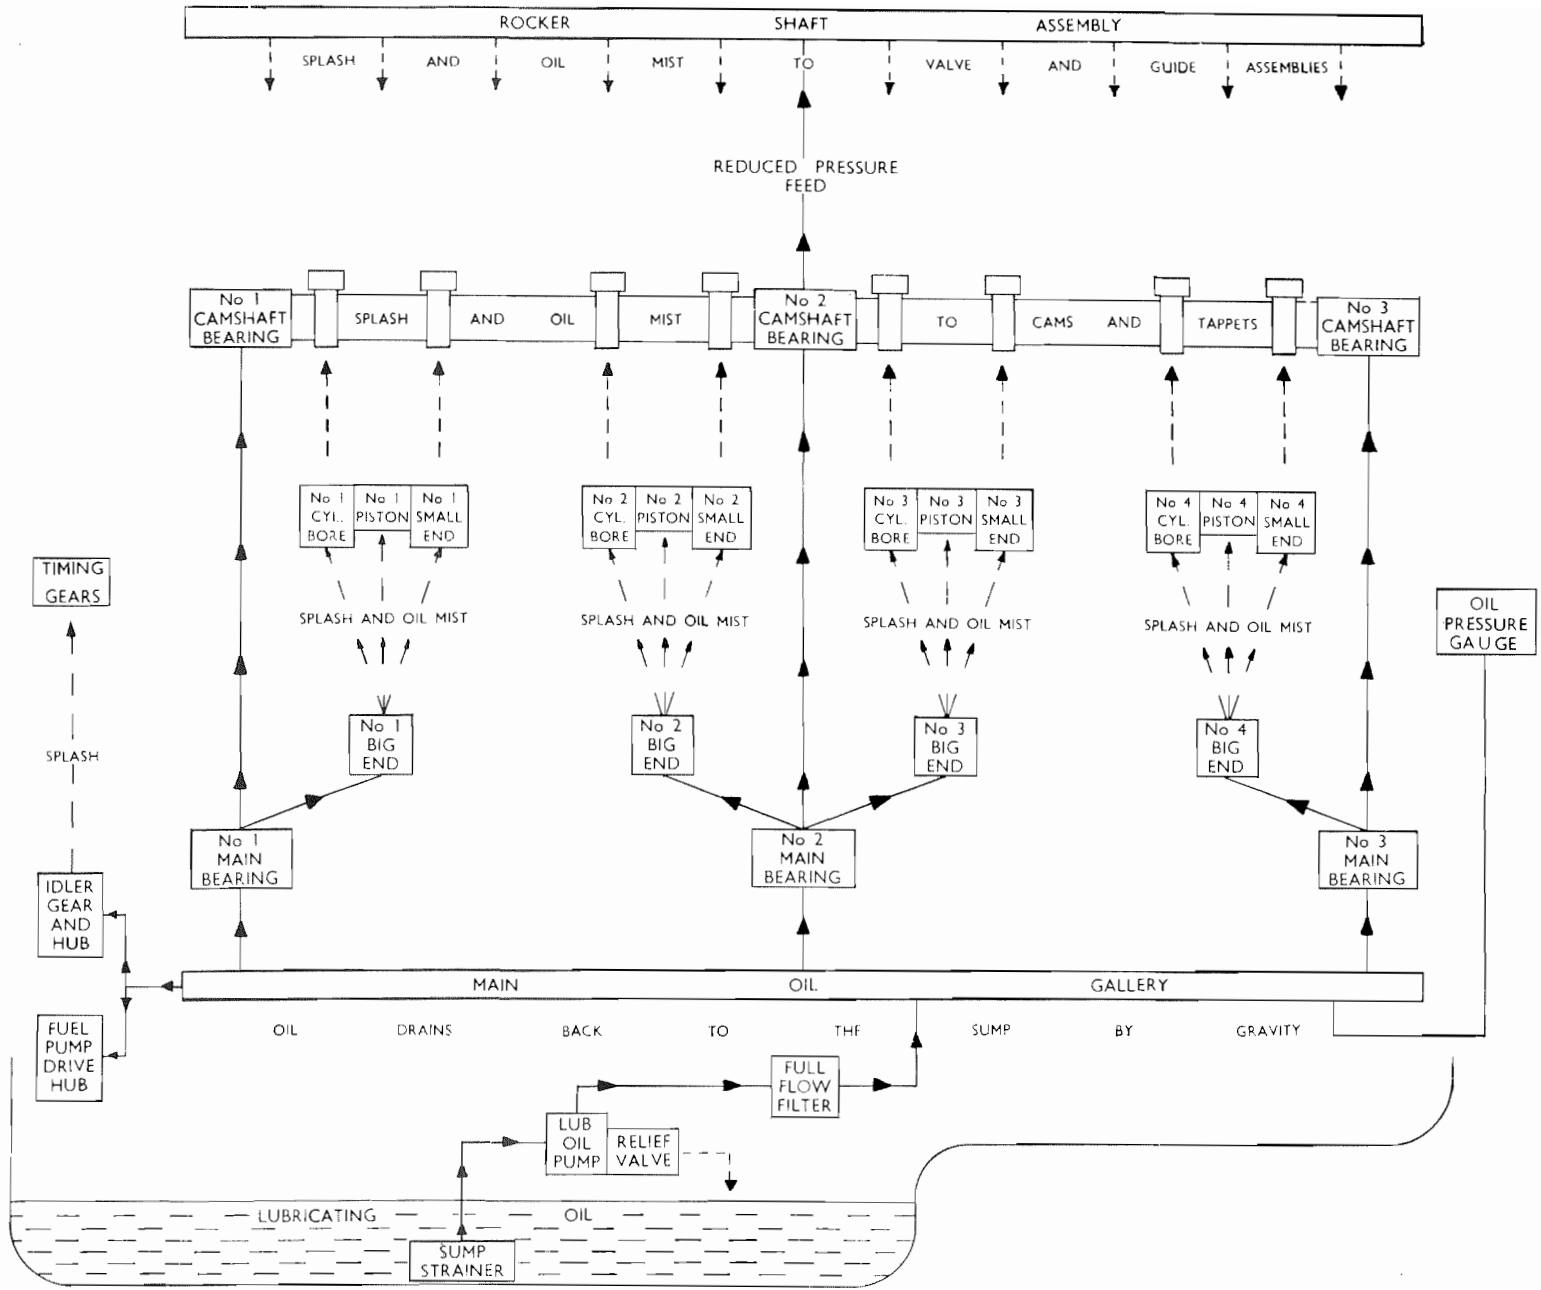 ROCKER SHAFT ASSEMBLY
SPLASH AND OIL MIST TO VALVE AND GUIDE ASSEMBLIES
REDUCED PRESSURE
FEED
No 1
CAMSHAFT
BEARING
SPLASH AND OIL MIST
No 2
CAMSHAFT
BEARING
TO CAMS AND TAPPETS
No 3
CAMSHAFT
BEARING
No 1
CYL.
BORE
No 1
PISTON
No 1
SMALL
END
No 2
CYL.
BORE
No 2
PISTON
No 2
SMALL
END
No 3
CYL.
BORE
No 3
PISTON
No 3
SMALL
END
No 4
CYL.
BORE
No 4
PISTON
No 4
SMALL
END
TIMING
GEARS
SPLASH AND OIL MIST
SPLASH AND OIL MIST
SPLASH AND OIL MIST
SPLASH AND OIL MIST
OIL
PRESSURE
GAUGE
SPLASH
No 1
BIG
END
No 2
BIG
END
No 3
BIG
END
No 4
BIG
END
No 1
MAIN
BEARING
No 2
MAIN
BEARING
No 3
MAIN
BEARING
IDLER
GEAR
AND
HUB
MAIN OIL GALLERY
FUEL
PUMP
DRIVE
HUB
OIL DRAINS BACK TO THE SUMP BY GRAVITY
FULL
FLOW
FILTER
LUB
OIL
PUMP
RELIEF
VALVE
LUBRICATING OIL
SUMP
STRAINER